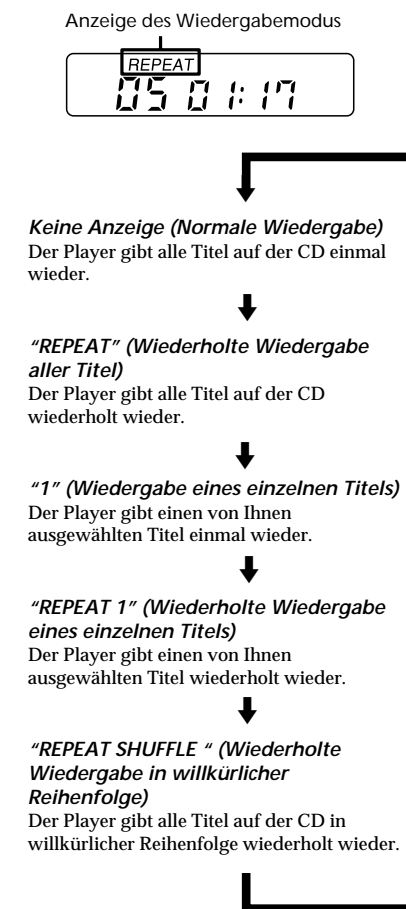 Anzeige des Wiedergabemodus
REPEAT
05 01:17
Keine Anzeige (Normale Wiedergabe)
Der Player gibt alle Titel auf der CD einmal
wieder.
“REPEAT” (Wiederholte Wiedergabe
aller Titel)
Der Player gibt alle Titel auf der CD
wiederholt wieder.
“1” (Wiedergabe eines einzelnen Titels)
Der Player gibt einen von Ihnen
ausgewählten Titel einmal wieder.
“REPEAT 1” (Wiederholte Wiedergabe
eines einzelnen Titels)
Der Player gibt einen von Ihnen
ausgewählten Titel wiederholt wieder.
“REPEAT SHUFFLE “ (Wiederholte
Wiedergabe in willkürlicher
Reihenfolge)
Der Player gibt alle Titel auf der CD in
willkürlicher Reihenfolge wiederholt wieder.